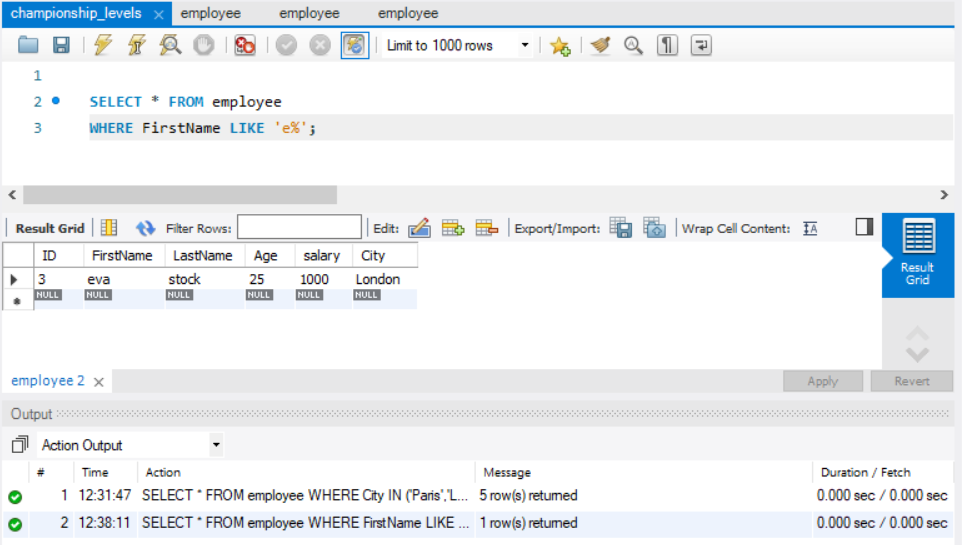 championship_levels × employee employee employee
Limit to 1000 rows
1
2 SELECT * FROM employee
3 WHERE FirstName LIKE 'e%';
Result Grid Filter Rows: Edit: Export/Import: Wrap Cell Content: IA
Result
Grid
ID FirstName LastName Age salary City
3 eva stock 25 1000 London
NULL NULL NULL NULL NULL NULL
employee 2 × Apply Revert
Output
Action Output
# Time Action Message Duration / Fetch
1 12:31:47 SELECT * FROM employee WHERE City IN ('Paris','L... 5 row(s) returned 0.000 sec / 0.000 sec
2 12:38:11 SELECT * FROM employee WHERE FirstName LIKE ... 1 row(s) returned 0.000 sec / 0.000 sec